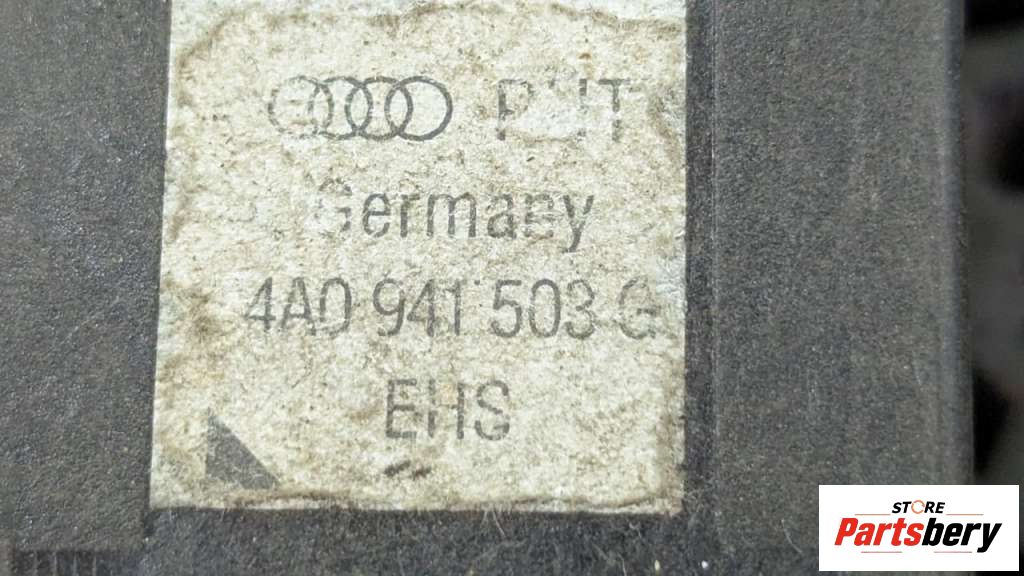 Germany
4A0 941 503 G
EHS
STORE
Partsbery